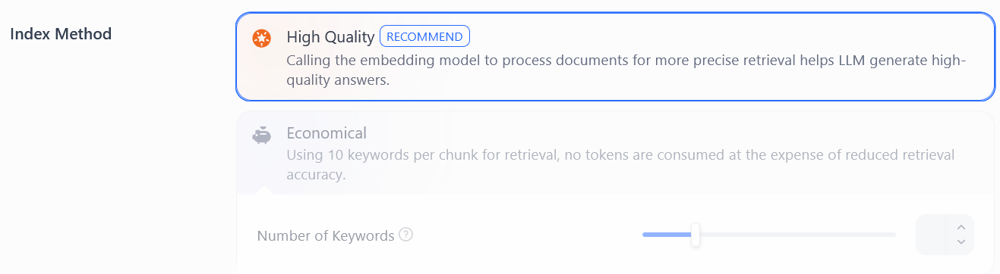 Index Method
High Quality RECOMMEND
Calling the embedding model to process documents for more precise retrieval helps LLM generate high-
quality answers.
Economical
Using 10 keywords per chunk for retrieval, no tokens are consumed at the expense of reduced retrieval
accuracy.
Number of Keywords ?